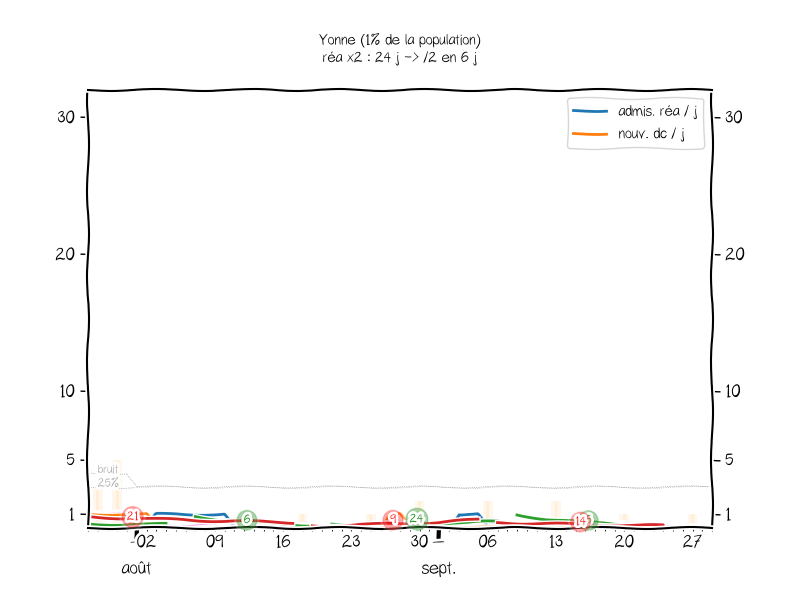 Yonne (1% de la population)
réa x2 : 24 j -> /2 en 6 j
admis. réa / j
nouv. dc / j
30 30
20 20
10 10
5 5
bruit
25%
1 1
21 6 9 24 14
02 09 16 23 30 06 13 20 27
août sept.